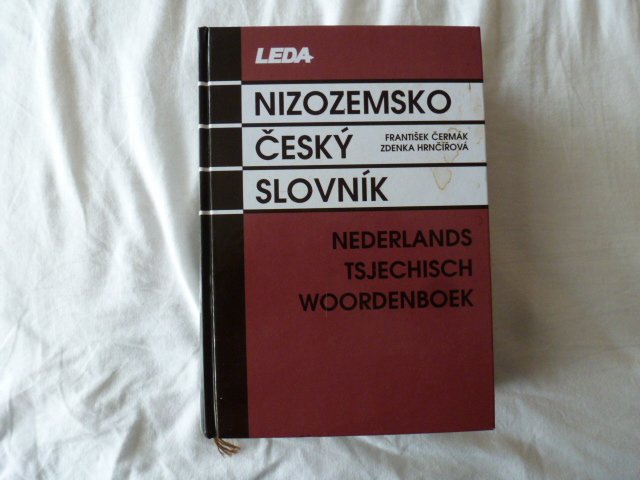 LEDA
NIZOZEMSKO
ČESKÝ
FRANTIŠEK ČERMÁK
ZDENKA HRNČÍŘOVÁ
SLOVNÍK
NEDERLANDS
TSJECHISCH
WOORDENBOEK